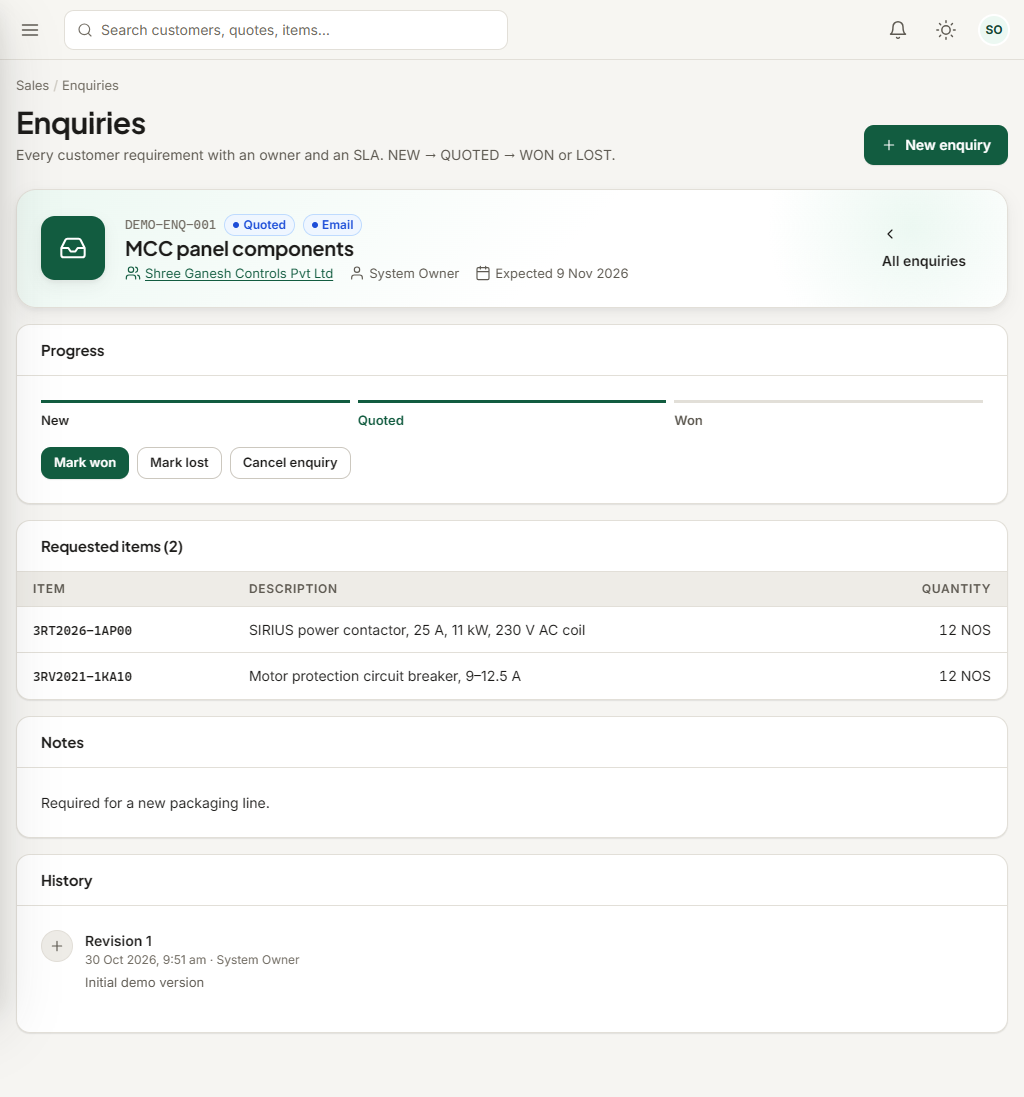 Search customers, quotes, items...
SO
Sales / Enquiries
Enquiries
Every customer requirement with an owner and an SLA. NEW → QUOTED → WON or LOST.
+ New enquiry
DEMO-ENQ-001 Quoted Email
MCC panel components
Shree Ganesh Controls Pvt Ltd System Owner Expected 9 Nov 2026
All enquiries
Progress
New Quoted Won
Mark won Mark lost Cancel enquiry
Requested items (2)
ITEM DESCRIPTION QUANTITY
3RT2026-1AP00 SIRIUS power contactor, 25 A, 11 kW, 230 V AC coil 12 NOS
3RV2021-1KA10 Motor protection circuit breaker, 9–12.5 A 12 NOS
Notes
Required for a new packaging line.
History
Revision 1
30 Oct 2026, 9:51 am · System Owner
Initial demo version